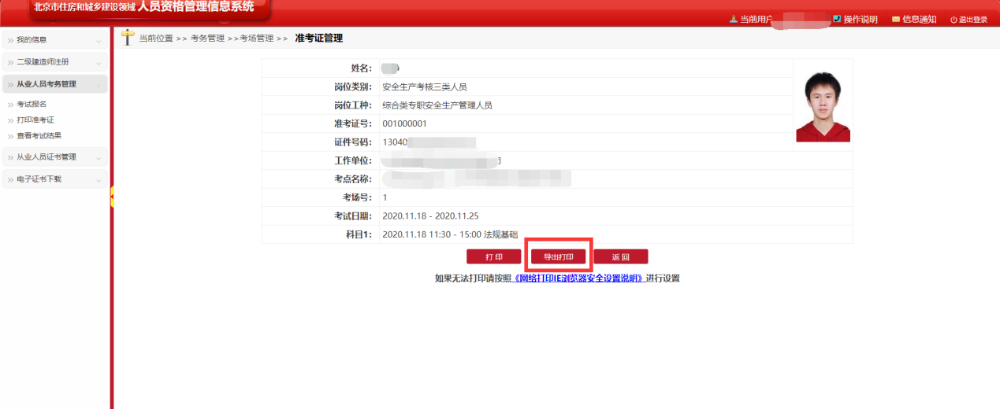 北京市住房和城乡建设领域 人员资格管理信息系统
当前用户 操作说明 信息通知 退出登录
当前位置 >> 考务管理 >>考场管理 >> 准考证管理
我的信息
二级建造师注册
从业人员考务管理
考试报名
打印准考证
查看考试结果
从业人员证书管理
电子证书下载
姓名：
岗位类别： 安全生产考核三类人员
岗位工种： 综合类专职安全生产管理人员
准考证号： 001000001
证件号码： 13040
工作单位：
考点名称：
考场号： 1
考试日期： 2020.11.18 - 2020.11.25
科目1： 2020.11.18 11:30 - 15:00 法规基础
打 印 导出打印 返 回
如果无法打印请按照《网络打印IE浏览器安全设置说明》进行设置